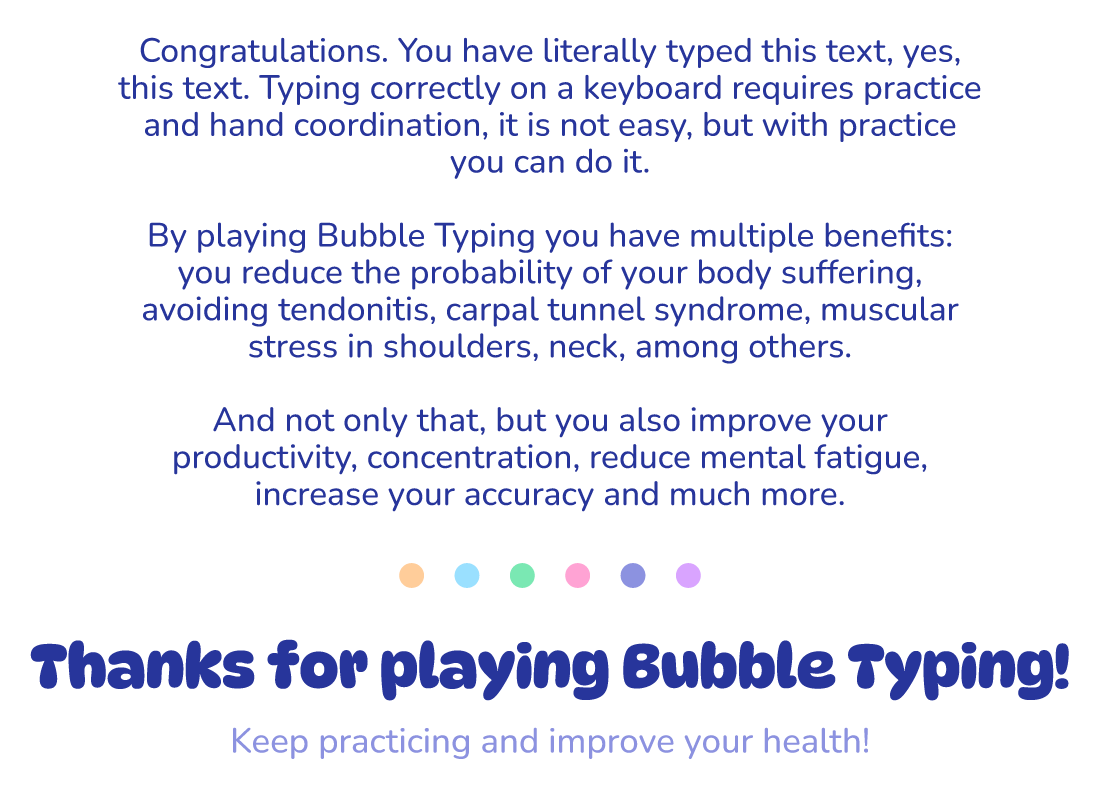 Congratulations. You have literally typed this text, yes,
this text. Typing correctly on a keyboard requires practice
and hand coordination, it is not easy, but with practice
you can do it.
By playing Bubble Typing you have multiple benefits:
you reduce the probability of your body suffering,
avoiding tendonitis, carpal tunnel syndrome, muscular
stress in shoulders, neck, among others.
And not only that, but you also improve your
productivity, concentration, reduce mental fatigue,
increase your accuracy and much more.
Thanks for playing Bubble Typing!
Keep practicing and improve your health!